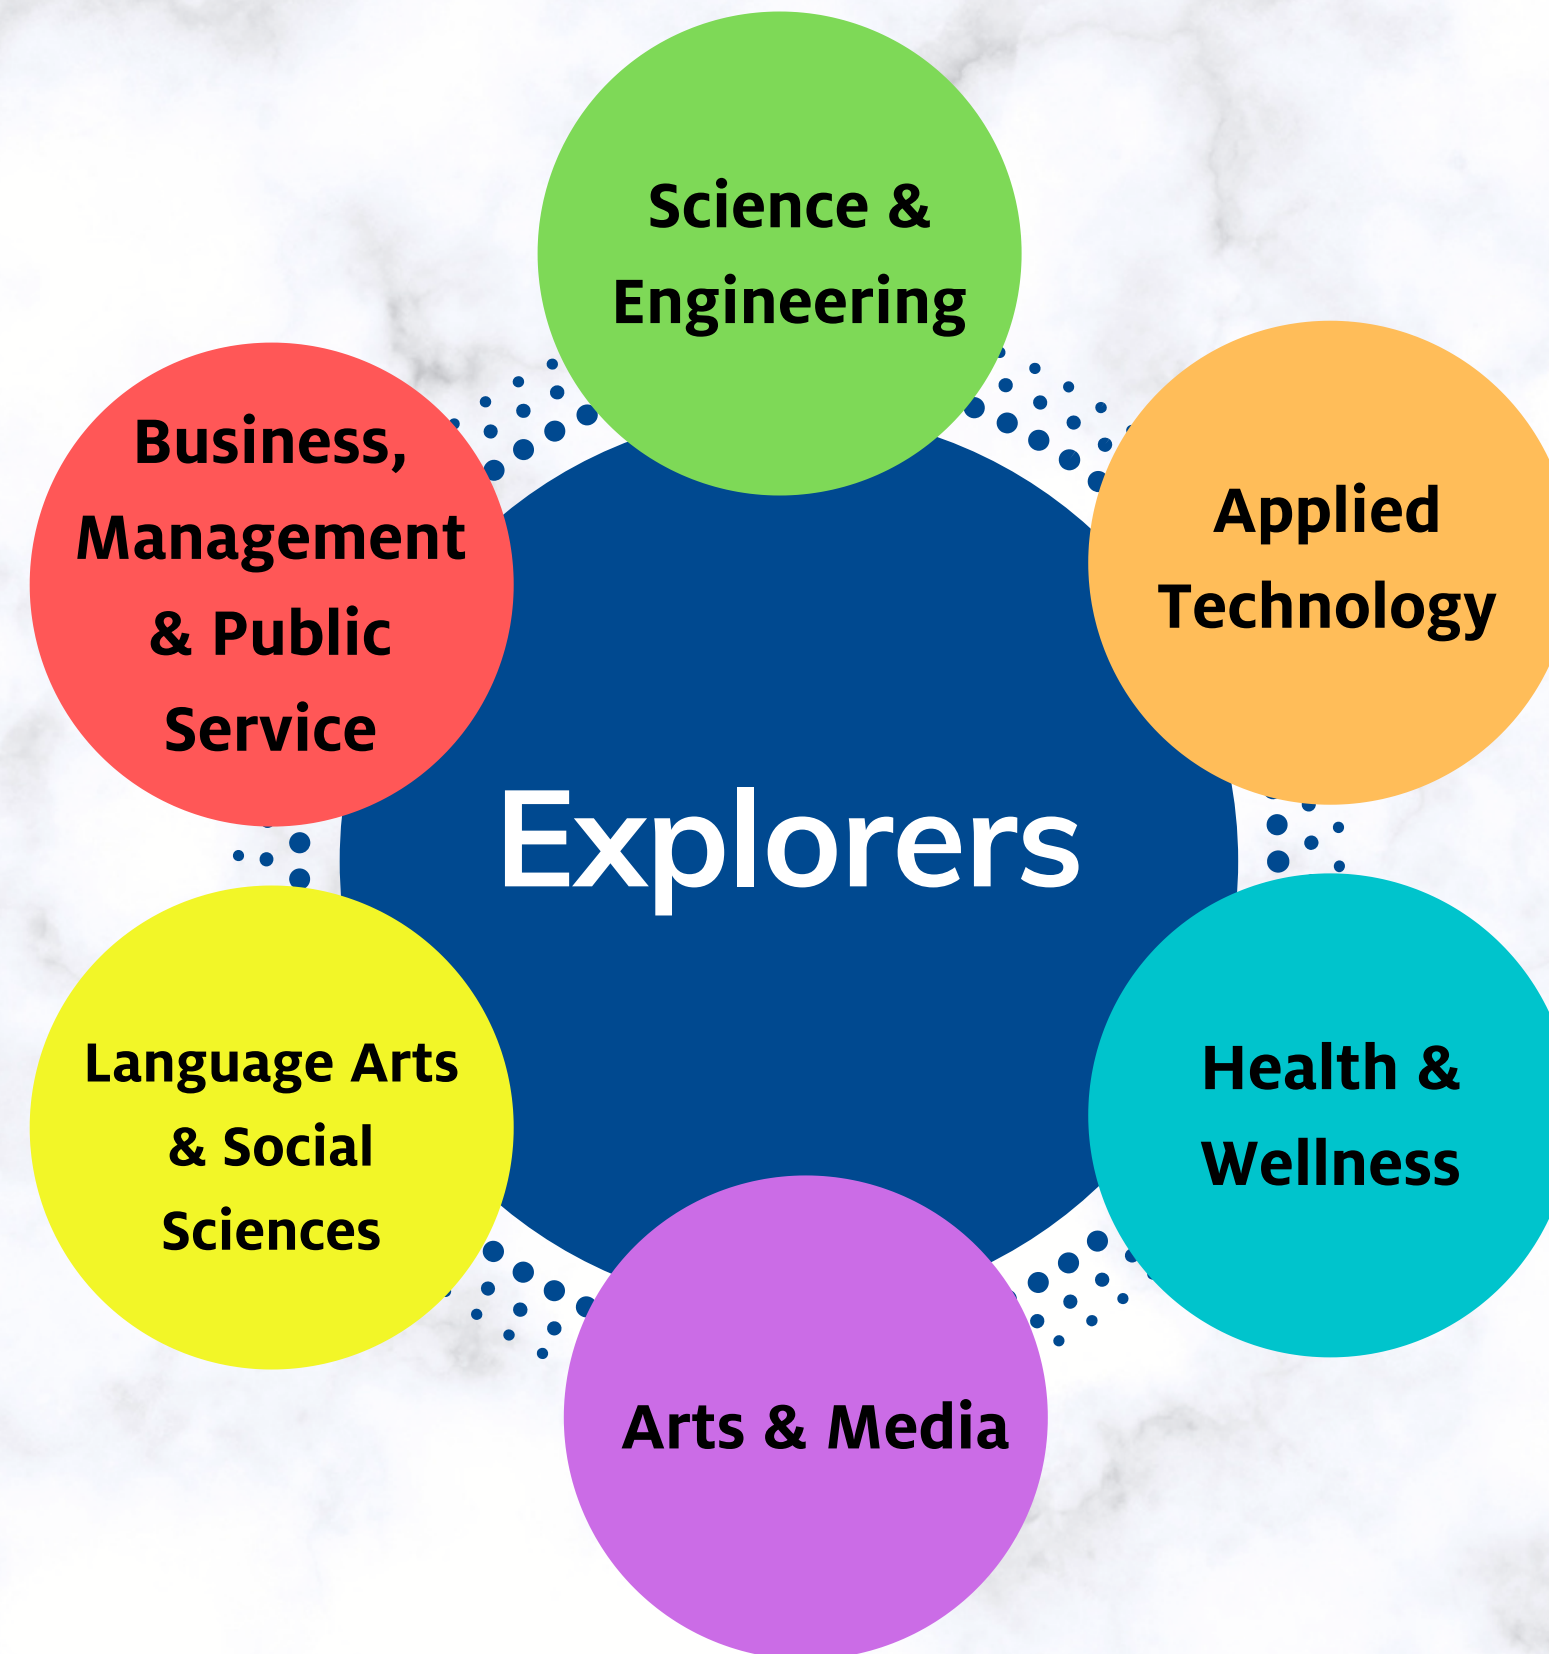 Science &
Engineering
Applied
Technology
Health &
Wellness
Arts & Media
Language Arts
& Social
Sciences
Business,
Management
& Public
Service
Explorers